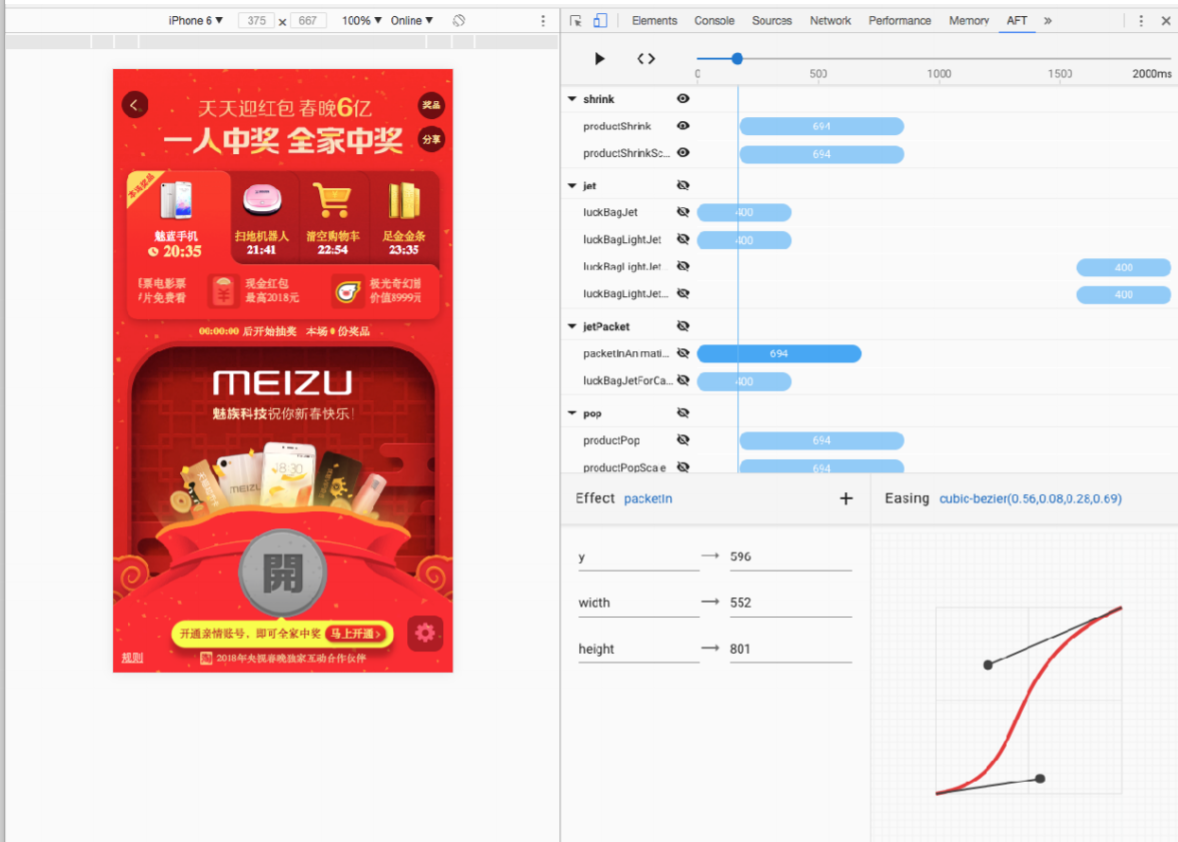 iPhone 6 ▼ 375 × 667 100% ▼ Online ▼
Elements Console Sources Network Performance Memory AFT »
天天迎红包 春晚6亿
奖品
一人中奖 全家中奖
分享
本场奖品
魅蓝手机
20:35
扫地机器人
21:41
清空购物车
22:54
足金金条
23:35
票电影票
片免费看
现金红包
最高2018元
极光奇幻
价值8999元
00:00:00 后开始抽奖 本场0份奖品
MEIZU
魅族科技祝你新春快乐!
18:30
MEIZU
開
开通亲情账号，即可全家中奖 马上开通>
规则
2018年央视春晚独家互动合作伙伴
0 500 1000 1500 2000ms
shrink
productShrink 694
productShrinkSc... 694
jet
luckBagJet 400
luckBagLightJet 400
luckBagLightJet... 400
luckBagLightJet... 400
jetPacket
packetInAnimati... 694
luckBagJetForCa... 400
pop
productPop 694
productPopScale 694
Effect packetIn +
Easing cubic-bezier(0.56,0.08,0.28,0.69)
y → 596
width → 552
height → 801